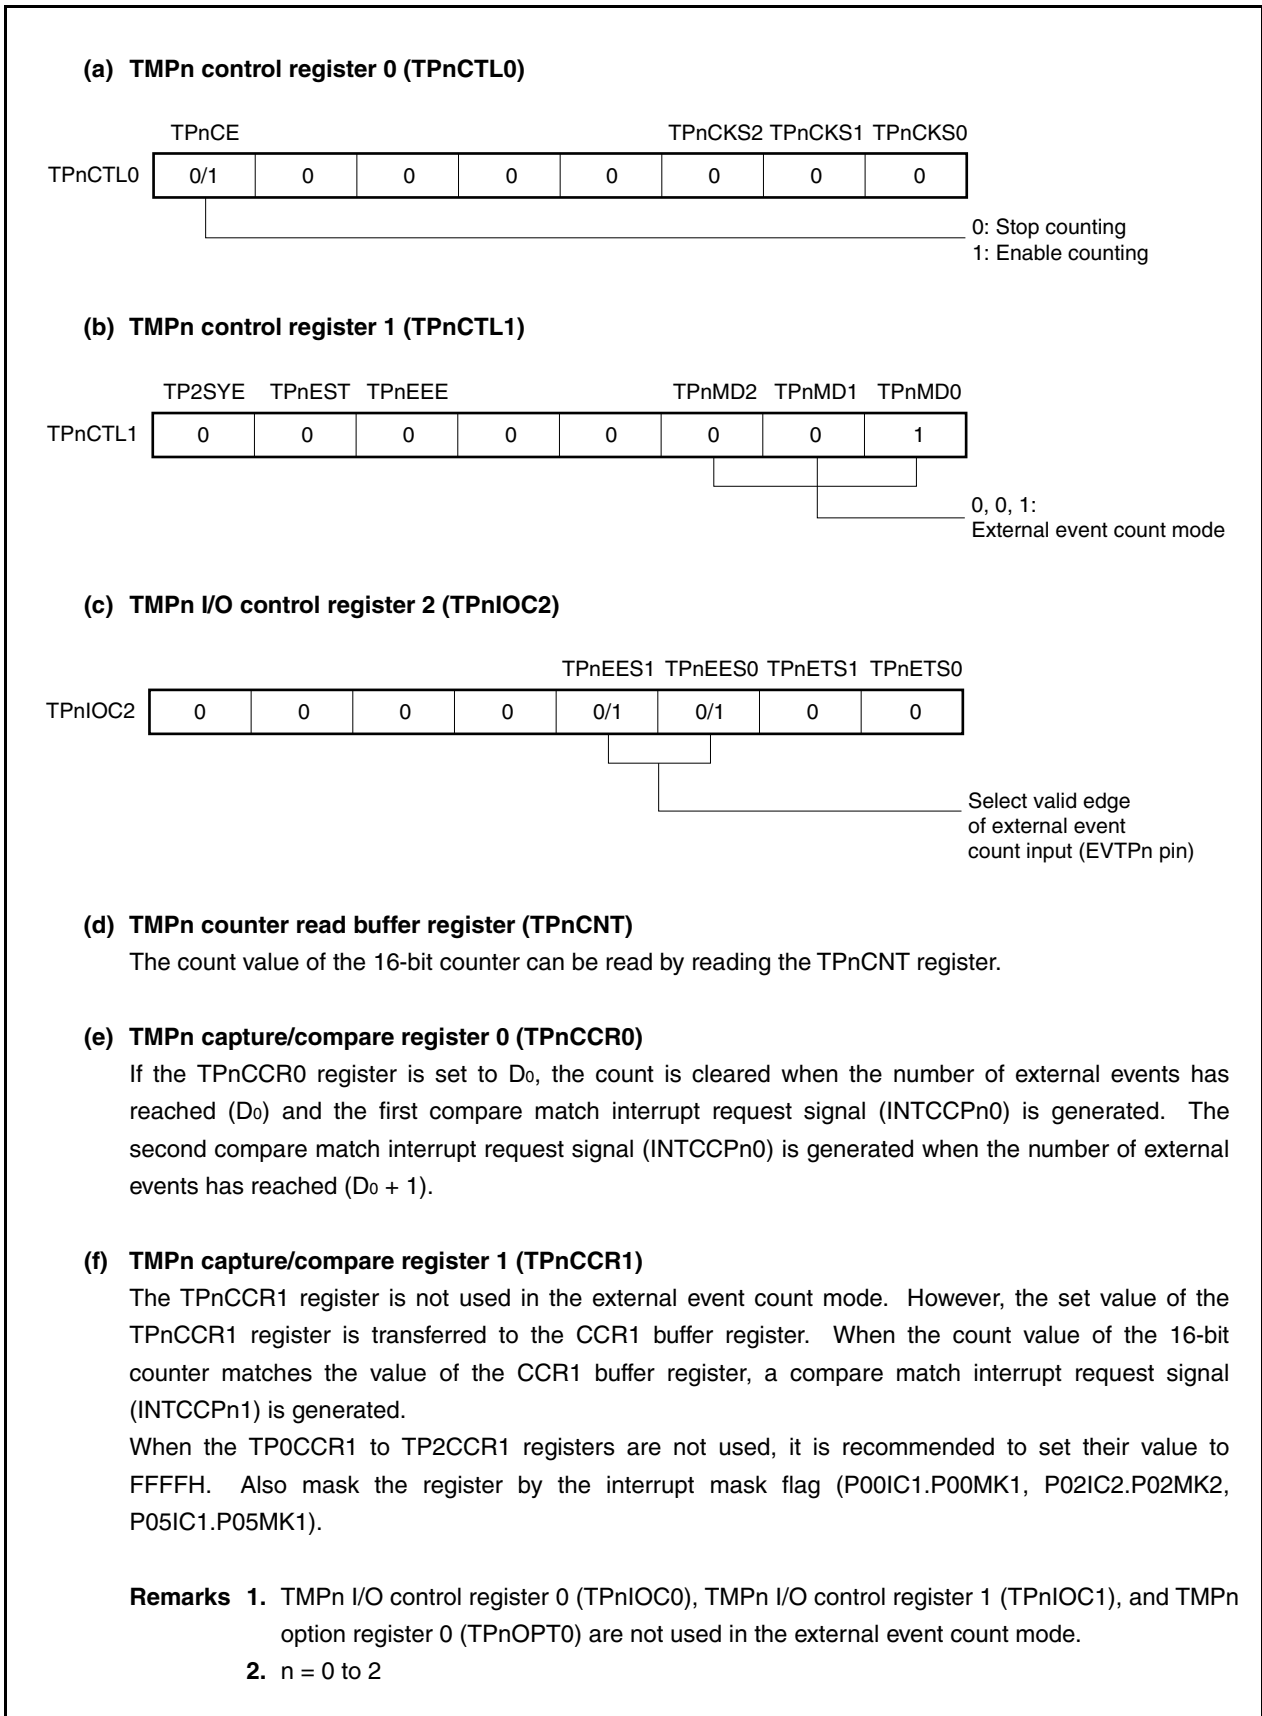 (a) TMPn control register 0 (TPnCTL0)
TPnCE TPnCKS2 TPnCKS1 TPnCKS0
TPnCTL0 0/1 0 0 0 0 0 0 0
0: Stop counting
1: Enable counting
(b) TMPn control register 1 (TPnCTL1)
TP2SYE TPnEST TPnEEE TPnMD2 TPnMD1 TPnMD0
TPnCTL1 0 0 0 0 0 0 0 1
0, 0, 1:
External event count mode
(c) TMPn I/O control register 2 (TPnIOC2)
TPnEES1 TPnEES0 TPnETS1 TPnETS0
TPnIOC2 0 0 0 0 0/1 0/1 0 0
Select valid edge
of external event
count input (EVTPn pin)
(d) TMPn counter read buffer register (TPnCNT)
The count value of the 16-bit counter can be read by reading the TPnCNT register.
(e) TMPn capture/compare register 0 (TPnCCR0)
If the TPnCCR0 register is set to D0, the count is cleared when the number of external events has
reached (D0) and the first compare match interrupt request signal (INTCCPn0) is generated. The
second compare match interrupt request signal (INTCCPn0) is generated when the number of external
events has reached (D0 + 1).
(f) TMPn capture/compare register 1 (TPnCCR1)
The TPnCCR1 register is not used in the external event count mode. However, the set value of the
TPnCCR1 register is transferred to the CCR1 buffer register. When the count value of the 16-bit
counter matches the value of the CCR1 buffer register, a compare match interrupt request signal
(INTCCPn1) is generated.
When the TP0CCR1 to TP2CCR1 registers are not used, it is recommended to set their value to
FFFFH. Also mask the register by the interrupt mask flag (P00IC1.P00MK1, P02IC2.P02MK2,
P05IC1.P05MK1).
Remarks 1. TMPn I/O control register 0 (TPnIOC0), TMPn I/O control register 1 (TPnIOC1), and TMPn
option register 0 (TPnOPT0) are not used in the external event count mode.
2. n = 0 to 2